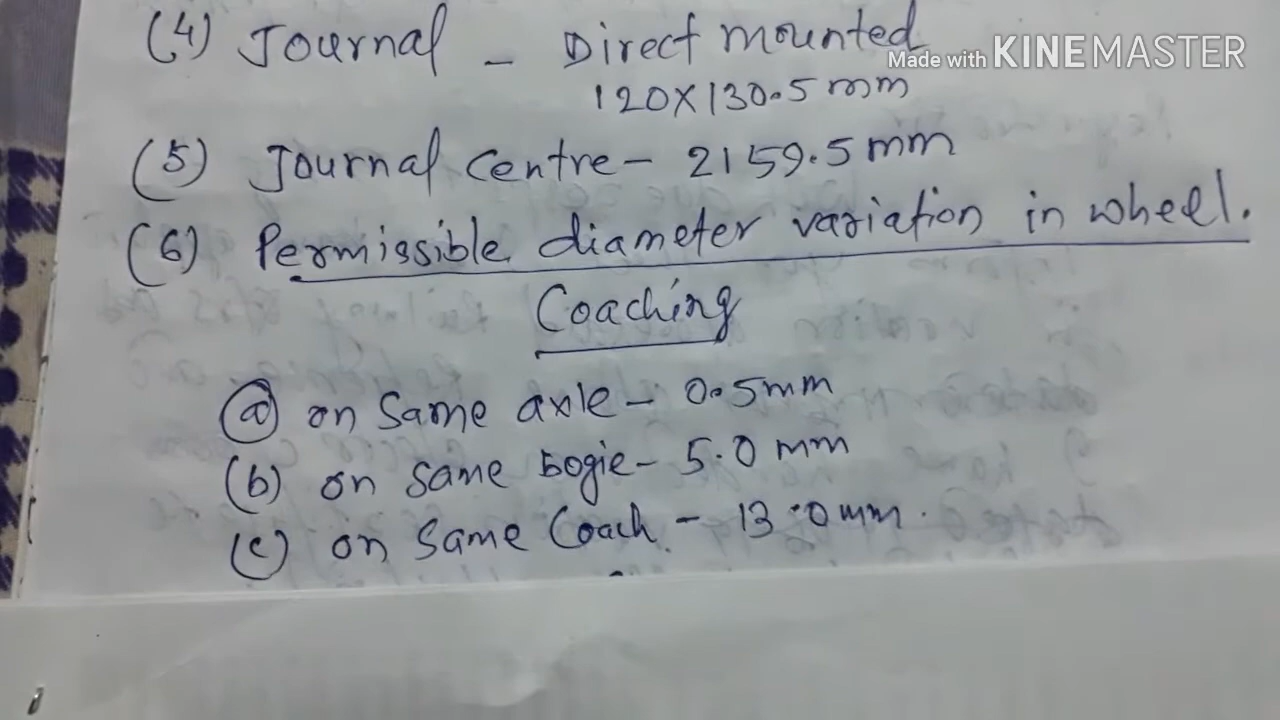 (4) Journal - Direct mounted
Made with KINEMASTER
120X130.5 mm
(5) Journal Centre - 2159.5 mm
(6) Permissible diameter variation in wheel.
Coaching
(a) on Same axle - 0.5mm
(b) on same bogie - 5.0 mm
(c) on Same Coach. - 13.0mm.